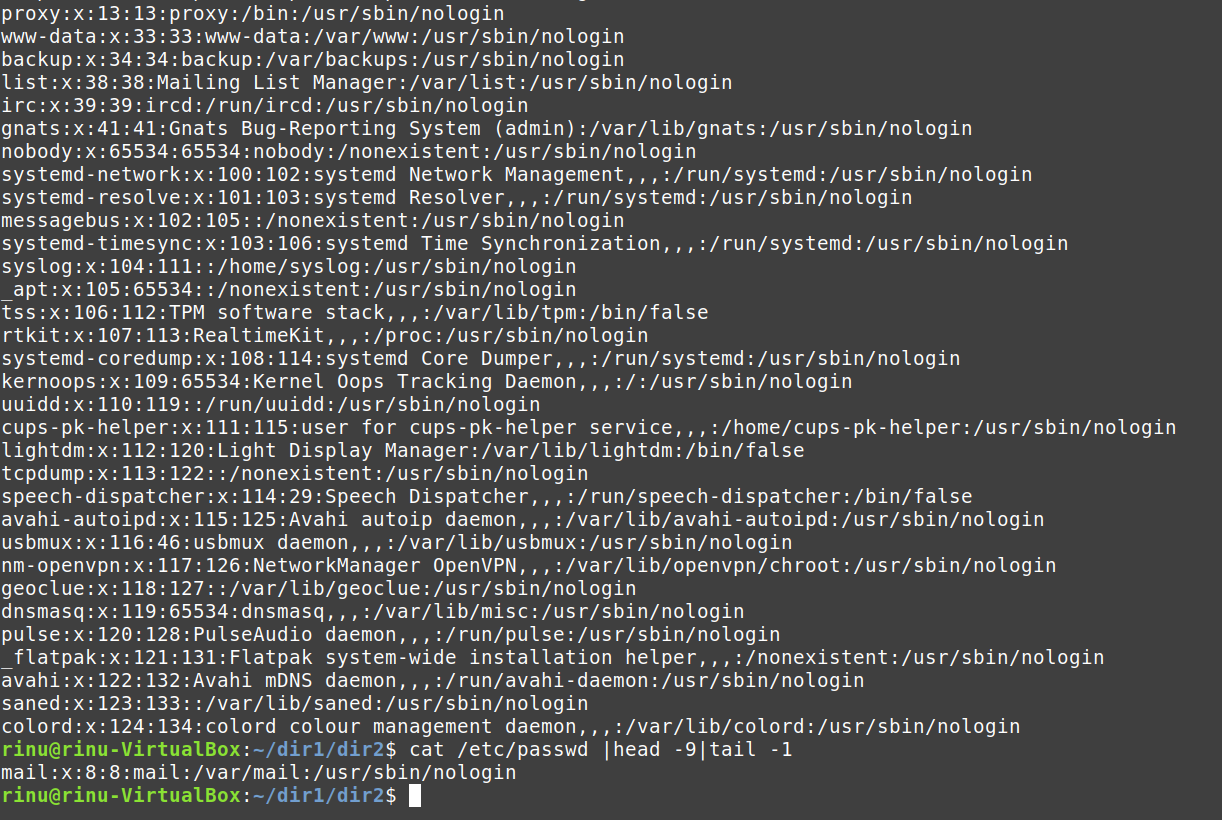 proxy:x:13:13:proxy:/bin:/usr/sbin/nologin
www-data:x:33:33:www-data:/var/www:/usr/sbin/nologin
backup:x:34:34:backup:/var/backups:/usr/sbin/nologin
list:x:38:38:Mailing List Manager:/var/list:/usr/sbin/nologin
irc:x:39:39:ircd:/run/ircd:/usr/sbin/nologin
gnats:x:41:41:Gnats Bug-Reporting System (admin):/var/lib/gnats:/usr/sbin/nologin
nobody:x:65534:65534:nobody:/nonexistent:/usr/sbin/nologin
systemd-network:x:100:102:systemd Network Management,,,:/run/systemd:/usr/sbin/nologin
systemd-resolve:x:101:103:systemd Resolver,,,:/run/systemd:/usr/sbin/nologin
messagebus:x:102:105::/nonexistent:/usr/sbin/nologin
systemd-timesync:x:103:106:systemd Time Synchronization,,,:/run/systemd:/usr/sbin/nologin
syslog:x:104:111::/home/syslog:/usr/sbin/nologin
_apt:x:105:65534::/nonexistent:/usr/sbin/nologin
tss:x:106:112:TPM software stack,,,:/var/lib/tpm:/bin/false
rtkit:x:107:113:RealtimeKit,,,:/proc:/usr/sbin/nologin
systemd-coredump:x:108:114:systemd Core Dumper,,,:/run/systemd:/usr/sbin/nologin
kernoops:x:109:65534:Kernel Oops Tracking Daemon,,,:/:/usr/sbin/nologin
uuidd:x:110:119::/run/uuidd:/usr/sbin/nologin
cups-pk-helper:x:111:115:user for cups-pk-helper service,,,:/home/cups-pk-helper:/usr/sbin/nologin
lightdm:x:112:120:Light Display Manager:/var/lib/lightdm:/bin/false
tcpdump:x:113:122::/nonexistent:/usr/sbin/nologin
speech-dispatcher:x:114:29:Speech Dispatcher,,,:/run/speech-dispatcher:/bin/false
avahi-autoipd:x:115:125:Avahi autoip daemon,,,:/var/lib/avahi-autoipd:/usr/sbin/nologin
usbmux:x:116:46:usbmux daemon,,,:/var/lib/usbmux:/usr/sbin/nologin
nm-openvpn:x:117:126:NetworkManager OpenVPN,,,:/var/lib/openvpn/chroot:/usr/sbin/nologin
geoclue:x:118:127::/var/lib/geoclue:/usr/sbin/nologin
dnsmasq:x:119:65534:dnsmasq,,,:/var/lib/misc:/usr/sbin/nologin
pulse:x:120:128:PulseAudio daemon,,,:/run/pulse:/usr/sbin/nologin
_flatpak:x:121:131:Flatpak system-wide installation helper,,,:/nonexistent:/usr/sbin/nologin
avahi:x:122:132:Avahi mDNS daemon,,,:/run/avahi-daemon:/usr/sbin/nologin
saned:x:123:133::/var/lib/saned:/usr/sbin/nologin
colord:x:124:134:colord colour management daemon,,,:/var/lib/colord:/usr/sbin/nologin
rinu@rinu-VirtualBox:~/dir1/dir2$ cat /etc/passwd |head -9|tail -1
mail:x:8:8:mail:/var/mail:/usr/sbin/nologin
rinu@rinu-VirtualBox:~/dir1/dir2$